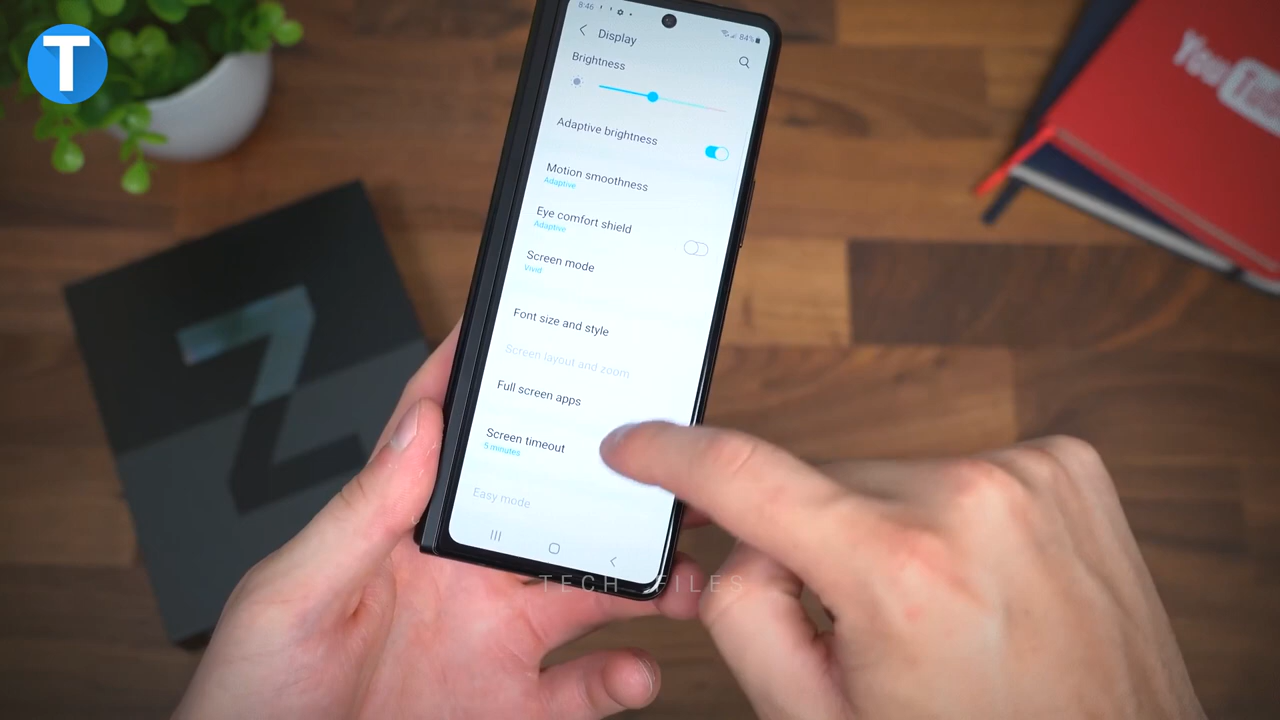 T
8:46
84%
Display
Brightness
Adaptive brightness
Motion smoothness
Adaptive
Eye comfort shield
Adaptive
Screen mode
Vivid
Font size and style
Screen layout and zoom
Full screen apps
Screen timeout
5 minutes
Easy mode
Z
YouT
TECH FILES